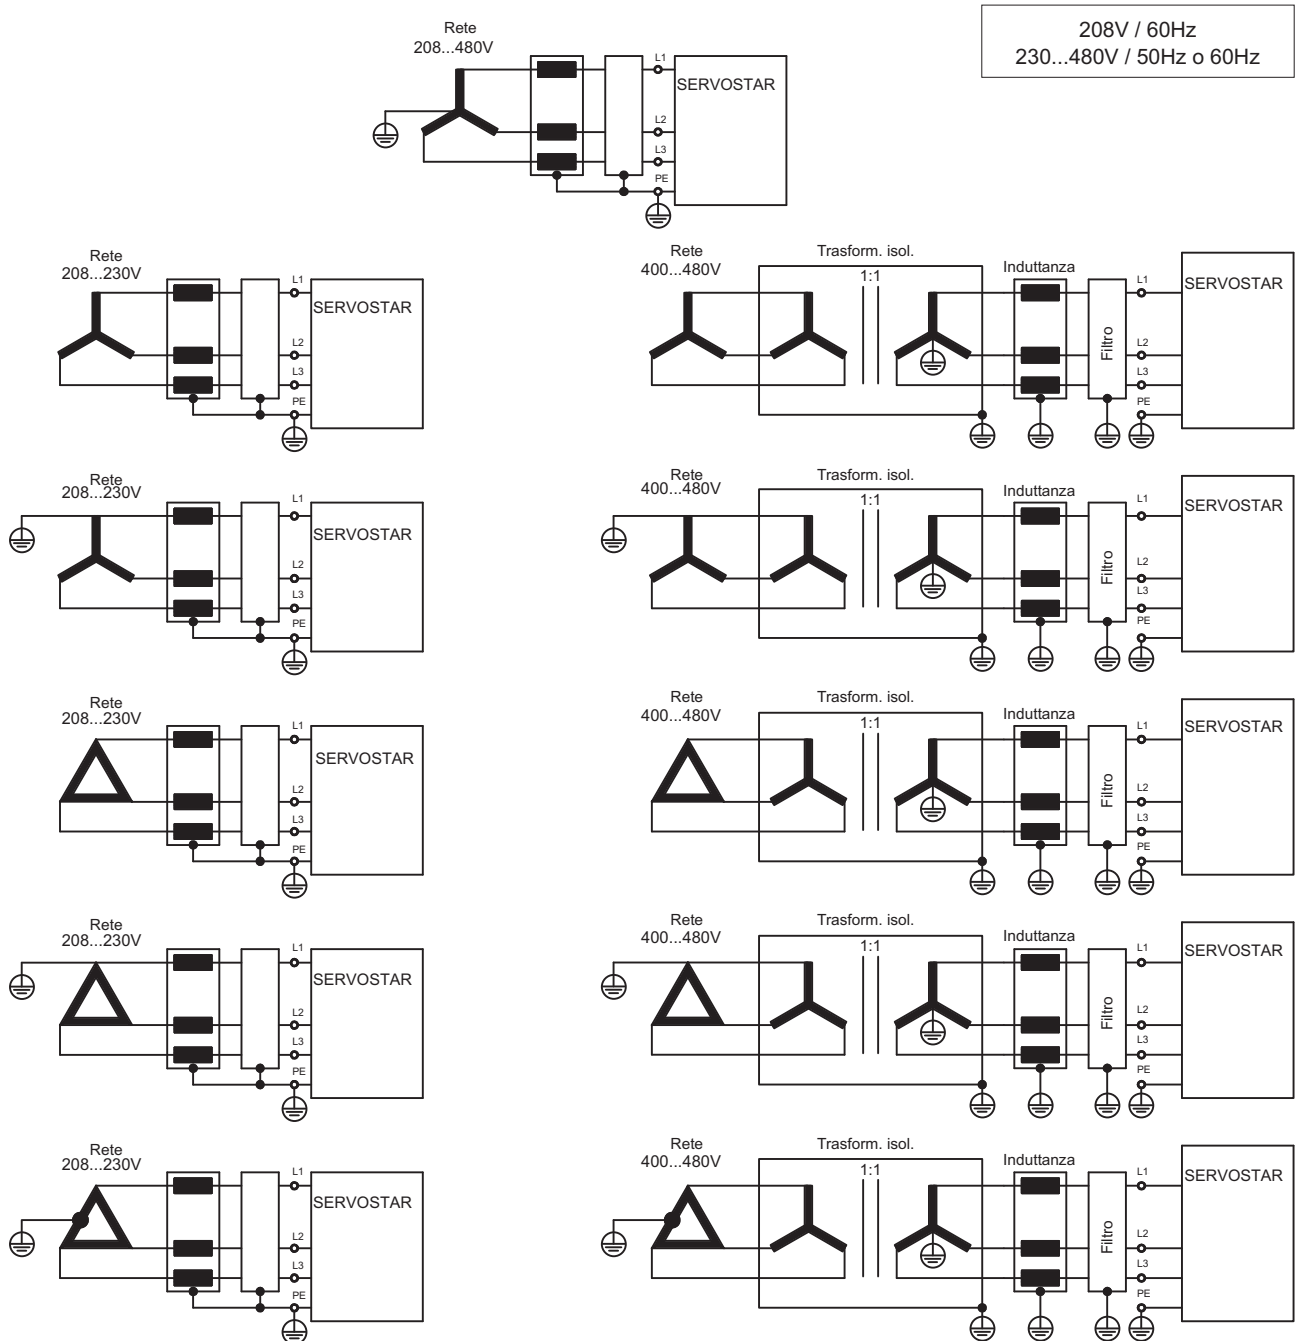 208V / 60Hz
230...480V / 50Hz o 60Hz
Rete
208...480V
L1
SERVOSTAR
L2
L3
PE
Rete
208...230V
L1
SERVOSTAR
L2
L3
PE
Rete
400...480V
Trasform. isol.
1:1
Induttanza
Filtro
L1
SERVOSTAR
L2
L3
PE
Rete
208...230V
L1
SERVOSTAR
L2
L3
PE
Rete
400...480V
Trasform. isol.
1:1
Induttanza
Filtro
L1
SERVOSTAR
L2
L3
PE
Rete
208...230V
L1
SERVOSTAR
L2
L3
PE
Rete
400...480V
Trasform. isol.
1:1
Induttanza
Filtro
L1
SERVOSTAR
L2
L3
PE
Rete
208...230V
L1
SERVOSTAR
L2
L3
PE
Rete
400...480V
Trasform. isol.
1:1
Induttanza
Filtro
L1
SERVOSTAR
L2
L3
PE
Rete
208...230V
L1
SERVOSTAR
L2
L3
PE
Rete
400...480V
Trasform. isol.
1:1
Induttanza
Filtro
L1
SERVOSTAR
L2
L3
PE